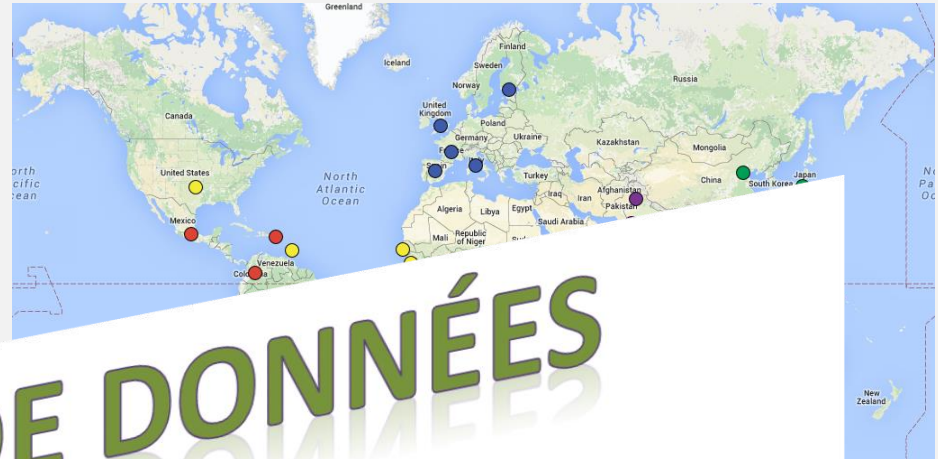 Greenland
Iceland
Finland
Sweden
Norway
Russia
Canada
United
Kingdom
Poland
Germany
Ukraine
Kazakhstan
Mongolia
United States
North
Atlantic
Ocean
Turkey
China
South Korea
Japan
Iraq
Iran
Afghanistan
Pakistan
Algeria
Libya
Egypt
Saudi Arabia
Mexico
Mali
Republic
of Niger
Venezuela
DE DONNÉES
New
Zealand